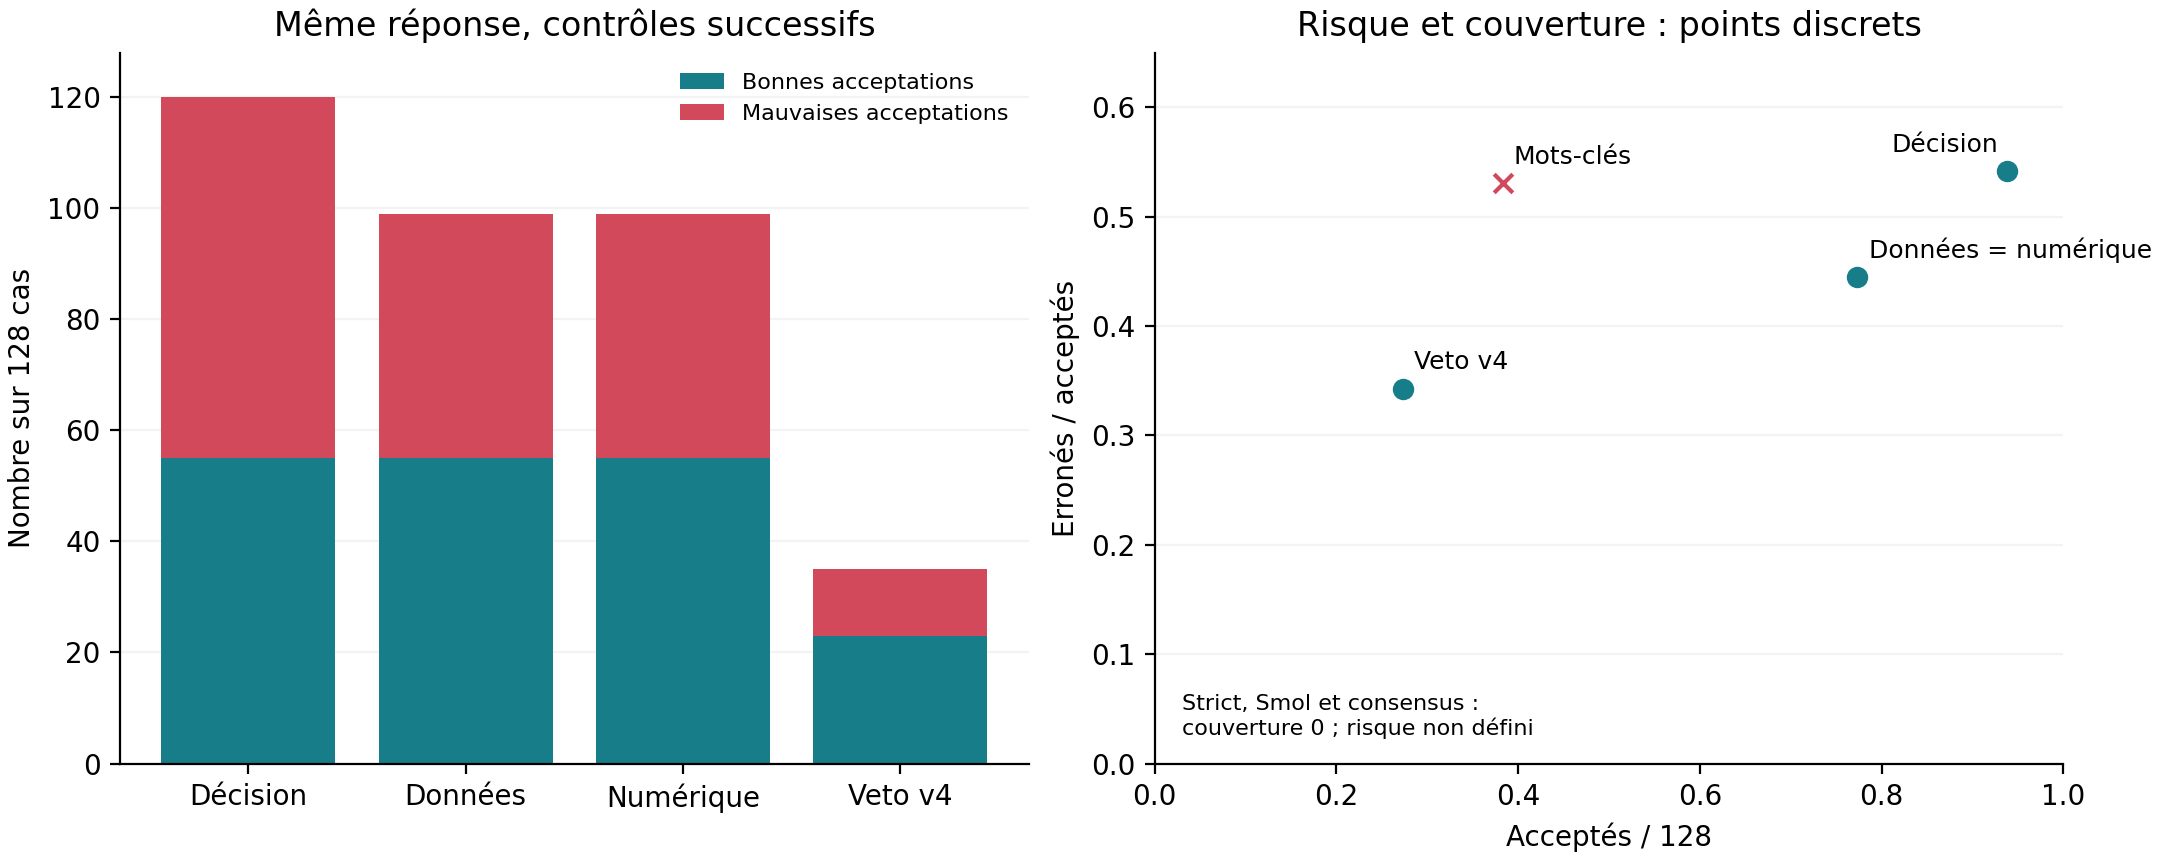 Même réponse, contrôles successifs
Nombre sur 128 cas
120
100
80
60
40
20
0
Bonnes acceptations
Mauvaises acceptations
Décision
Données
Numérique
Veto v4
Risque et couverture : points discrets
Erronés / acceptés
0.6
0.5
0.4
0.3
0.2
0.1
0.0
Mots-clés
Décision
Données = numérique
Veto v4
Strict, Smol et consensus :
couverture 0 ; risque non défini
0.0
0.2
0.4
0.6
0.8
1.0
Acceptés / 128